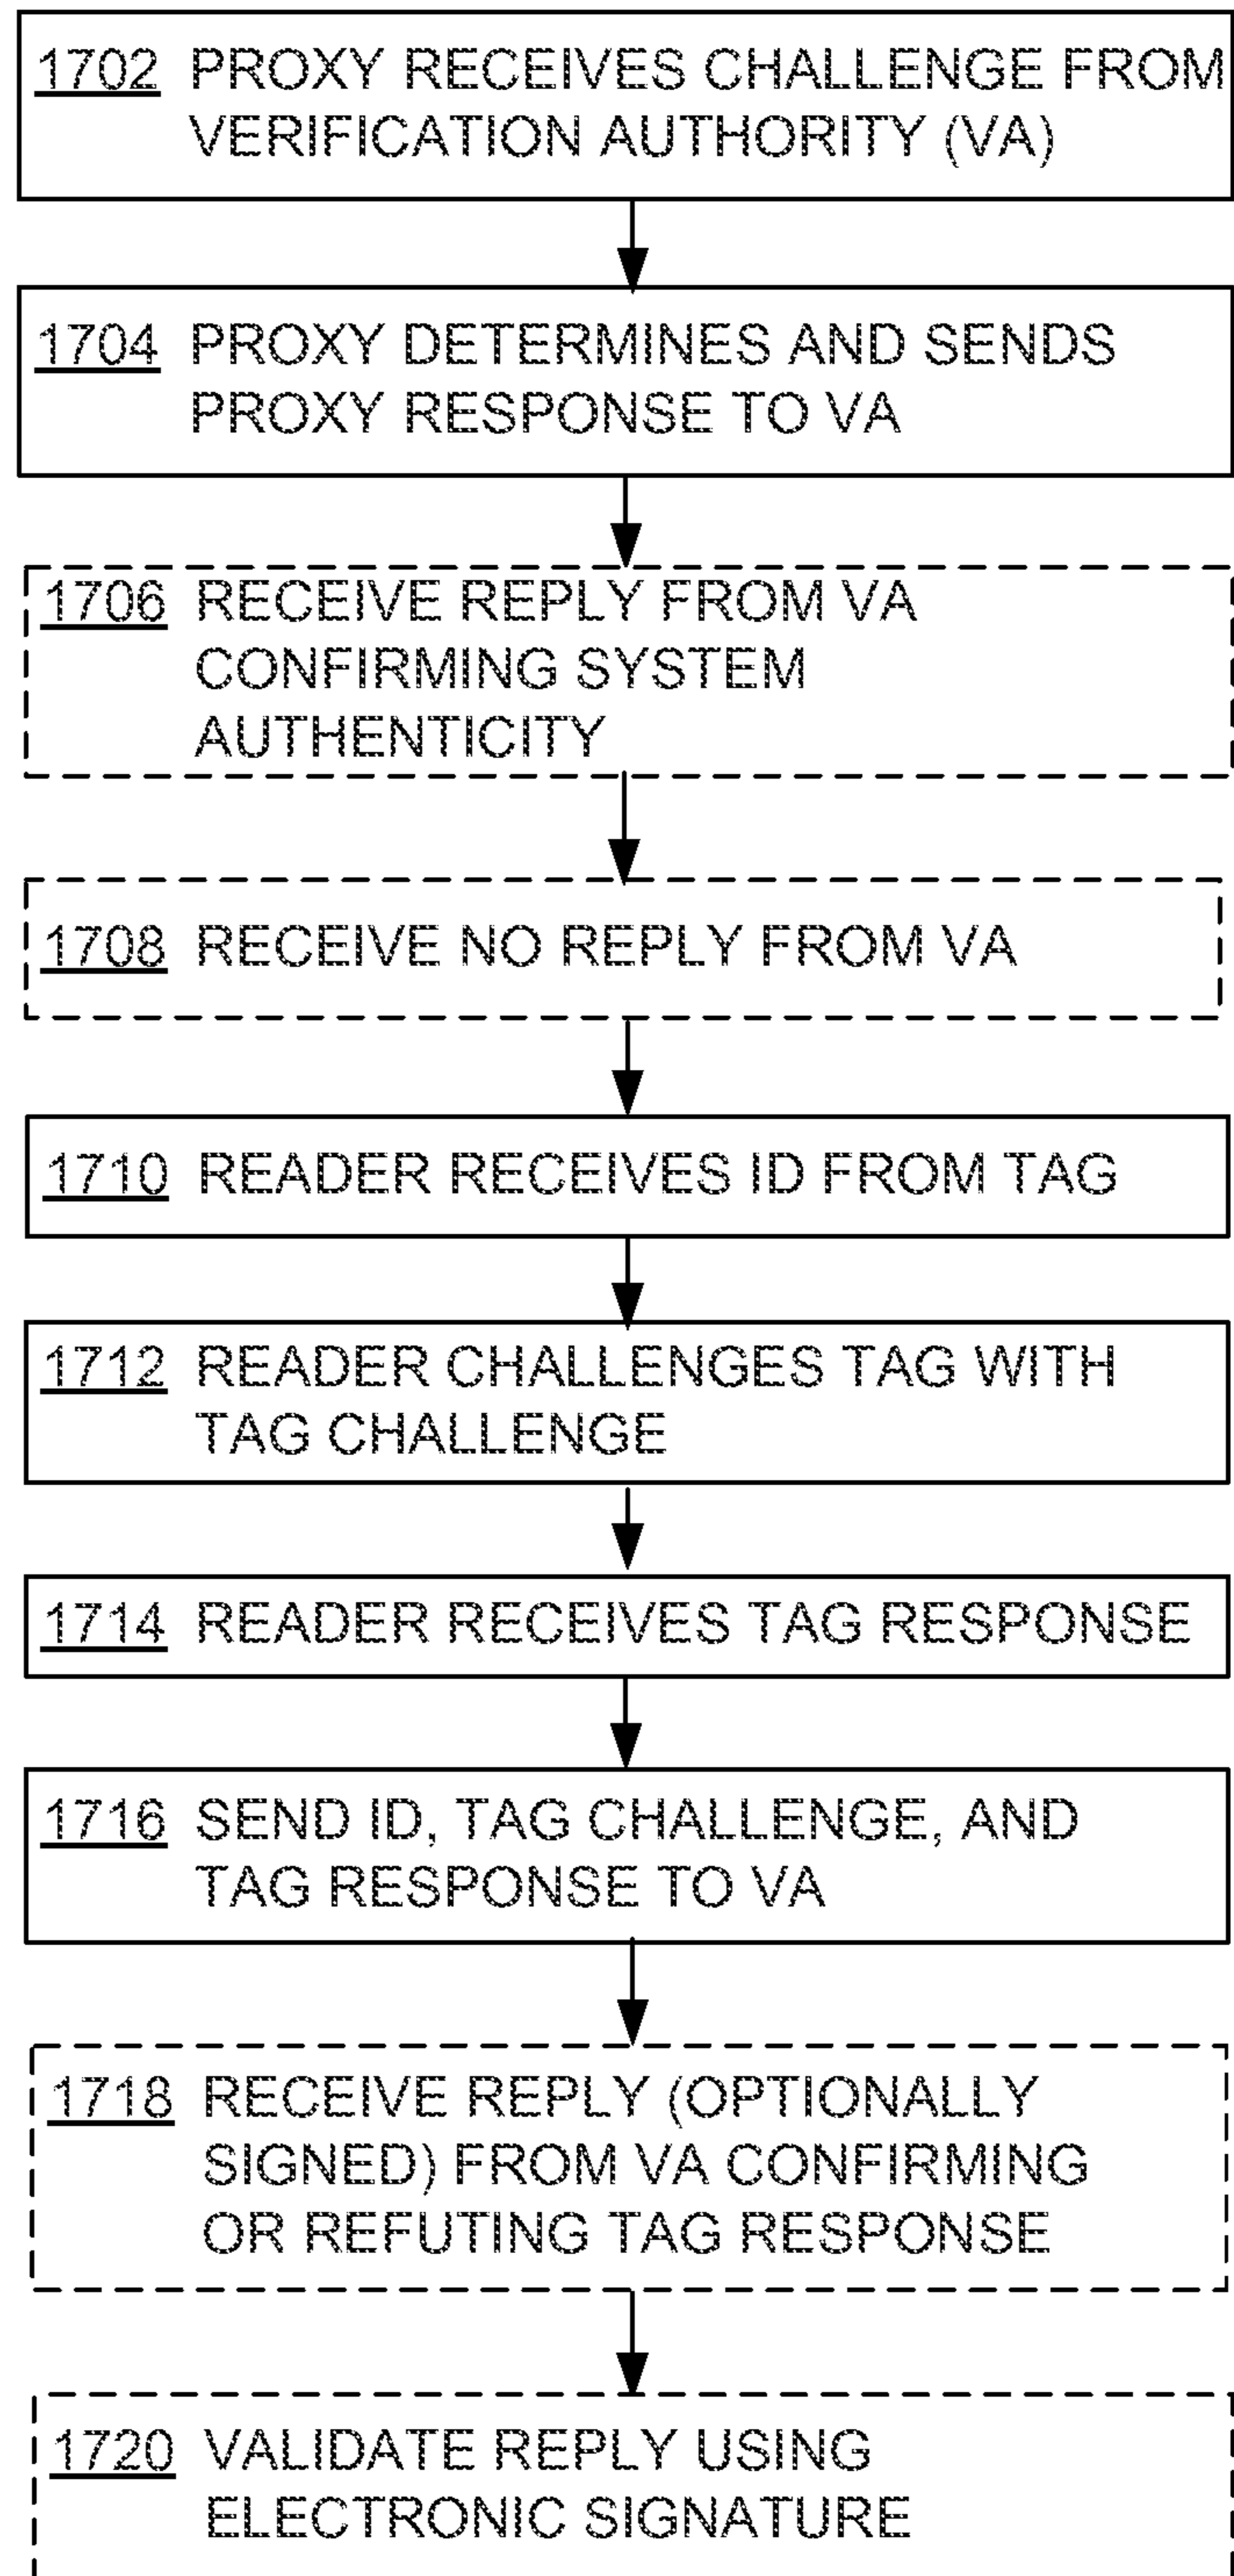 1702 PROXY RECEIVES CHALLENGE FROM
VERIFICATION AUTHORITY (VA)
1704 PROXY DETERMINES AND SENDS
PROXY RESPONSE TO VA
1706 RECEIVE REPLY FROM VA
CONFIRMING SYSTEM
AUTHENTICITY
1708 RECEIVE NO REPLY FROM VA
1710 READER RECEIVES ID FROM TAG
1712 READER CHALLENGES TAG WITH
TAG CHALLENGE
1714 READER RECEIVES TAG RESPONSE
1716 SEND ID, TAG CHALLENGE, AND
TAG RESPONSE TO VA
1718 RECEIVE REPLY (OPTIONALLY
SIGNED) FROM VA CONFIRMING
OR REFUTING TAG RESPONSE
1720 VALIDATE REPLY USING
ELECTRONIC SIGNATURE